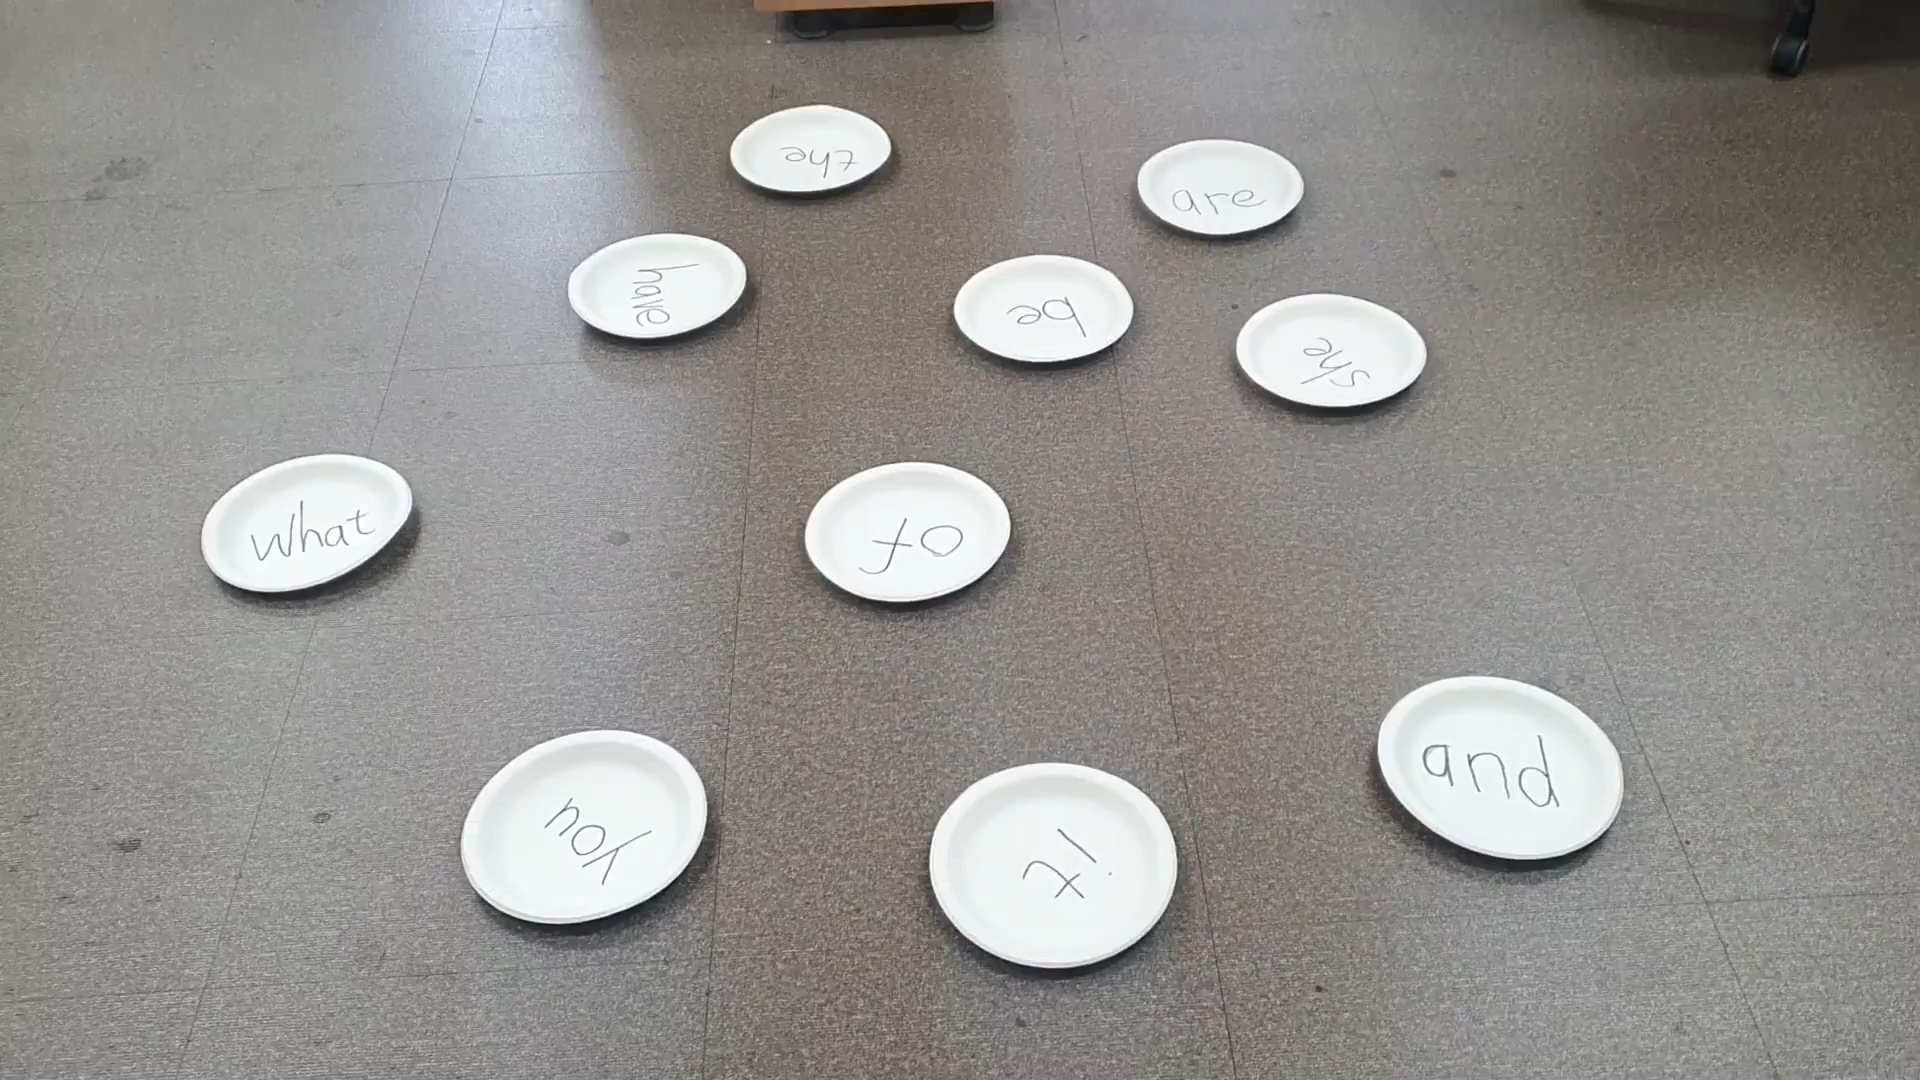 the
are
have
be
she
what
of
you
it
and